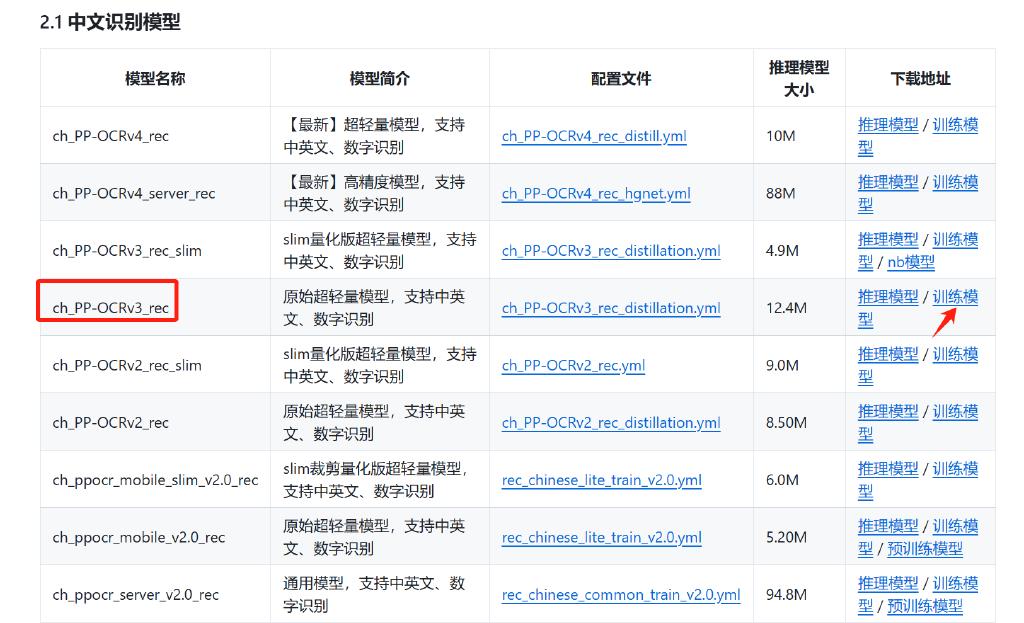 2.1 中文识别模型
模型名称 模型简介 配置文件 推理模型大小 下载地址
ch_PP-OCRv4_rec 【最新】超轻量模型，支持中英文、数字识别 ch_PP-OCRv4_rec_distill.yml 10M 推理模型 / 训练模型
ch_PP-OCRv4_server_rec 【最新】高精度模型，支持中英文、数字识别 ch_PP-OCRv4_rec_hgnet.yml 88M 推理模型 / 训练模型
ch_PP-OCRv3_rec_slim slim量化版超轻量模型，支持中英文、数字识别 ch_PP-OCRv3_rec_distillation.yml 4.9M 推理模型 / 训练模型 / nb模型
ch_PP-OCRv3_rec 原始超轻量模型，支持中英文、数字识别 ch_PP-OCRv3_rec_distillation.yml 12.4M 推理模型 / 训练模型
ch_PP-OCRv2_rec_slim slim量化版超轻量模型，支持中英文、数字识别 ch_PP-OCRv2_rec.yml 9.0M 推理模型 / 训练模型
ch_PP-OCRv2_rec 原始超轻量模型，支持中英文、数字识别 ch_PP-OCRv2_rec_distillation.yml 8.50M 推理模型 / 训练模型
ch_ppocr_mobile_slim_v2.0_rec slim裁剪量化版超轻量模型，支持中英文、数字识别 rec_chinese_lite_train_v2.0.yml 6.0M 推理模型 / 训练模型
ch_ppocr_mobile_v2.0_rec 原始超轻量模型，支持中英文、数字识别 rec_chinese_lite_train_v2.0.yml 5.20M 推理模型 / 训练模型 / 预训练模型
ch_ppocr_server_v2.0_rec 通用模型，支持中英文、数字识别 rec_chinese_common_train_v2.0.yml 94.8M 推理模型 / 训练模型 / 预训练模型